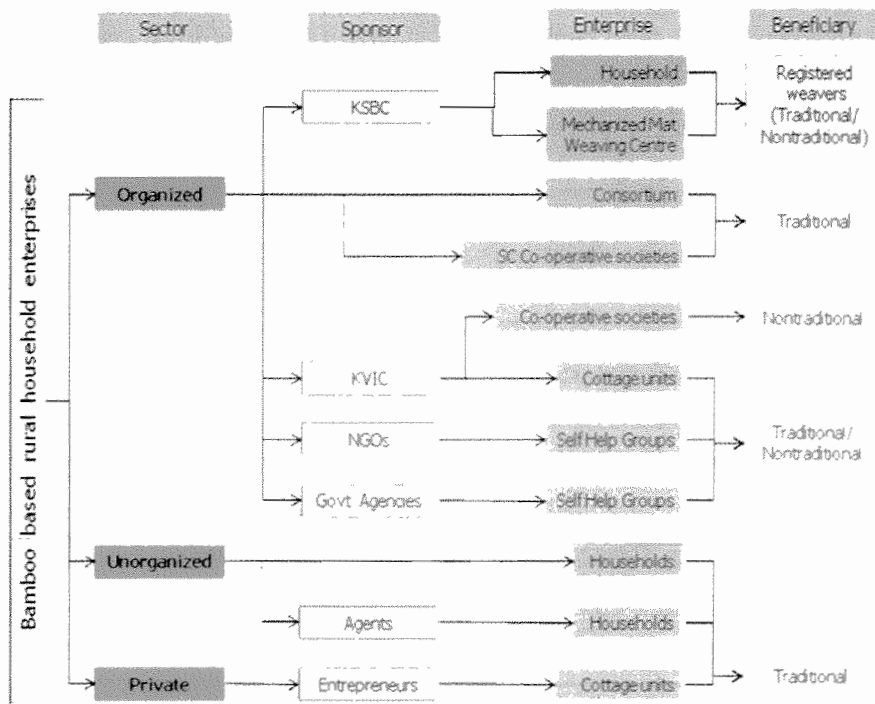 Sector Sponsor Enterprise Beneficiary
Bamboo based rural household enterprises
KSBC
Household
Mechanized Mat
Weaving Centre
Registered
weavers
(Traditional/
Nontraditional)
Organized
Consortium
SC Co-operative societies
Traditional
Co-operative societies
Nontraditional
KVIC
Cottage units
NGOs
Self Help Groups
Traditional/
Nontraditional
Govt. Agencies
Self Help Groups
Unorganized
Households
Agents
Households
Private
Entrepreneurs
Cottage units
Traditional